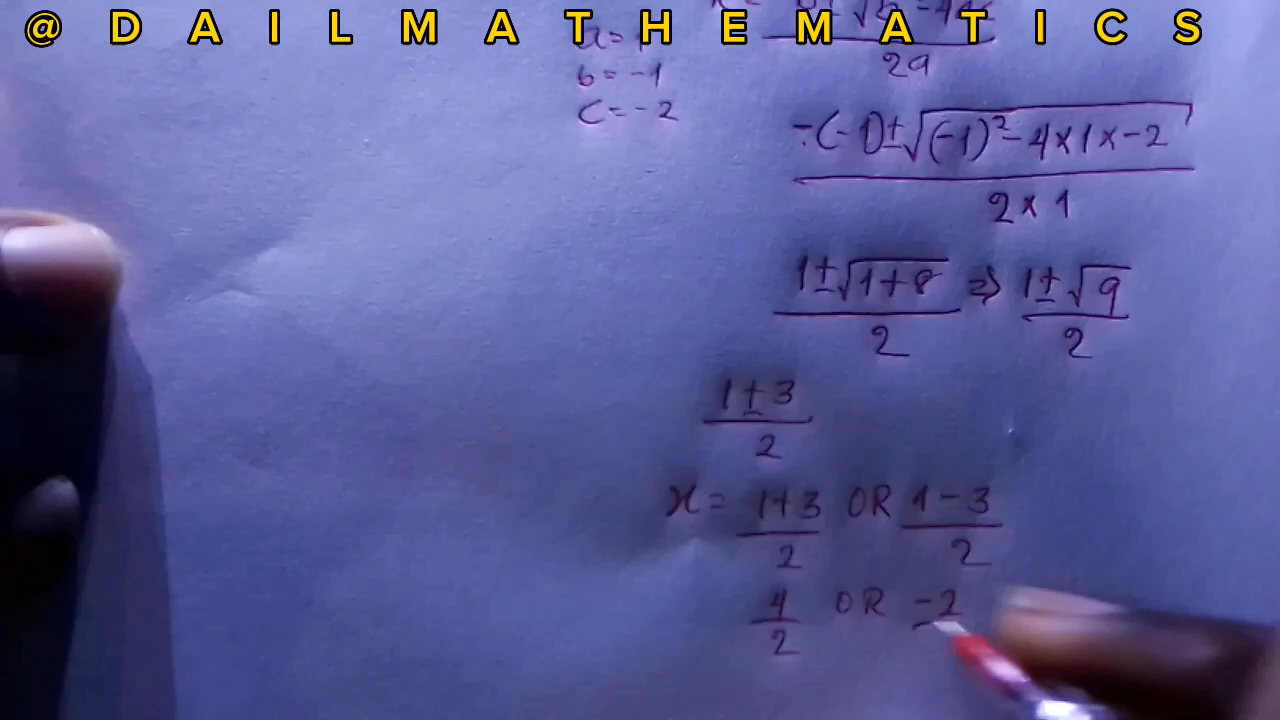 @DAILMATHEMATICS
2a
b = -1
c = -2
-(-1)±√(-1)²-4×1×-2
2 × 1
1±√1+8 ⇒ 1±√9
2 2
1±3
2
x = 1+3 OR 1-3
2 2
4 OR -2
2